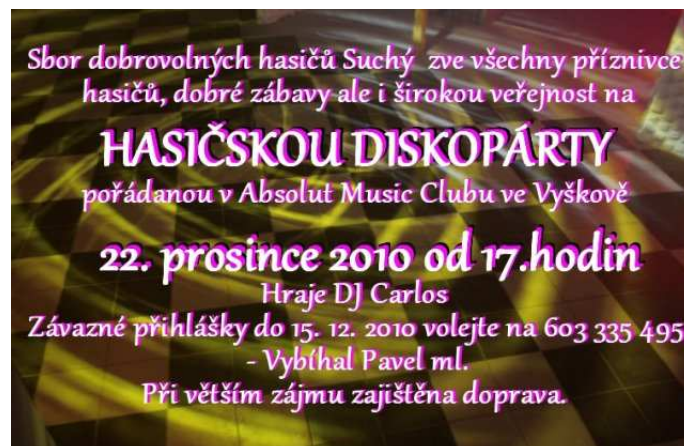 Sbor dobrovolných hasičů Suchý zve všechny příznivce
hasičů, dobré zábavy ale i širokou veřejnost na
HASIČSKOU DISKOPÁRTY
pořádanou v Absolut Music Clubu ve Vyškově
22. prosince 2010 od 17.hodin
Hraje DJ Carlos
Závazné přihlášky do 15. 12. 2010 volejte na 603 335 495
- Vybíhal Pavel ml.
Při větším zájmu zajištěna doprava.